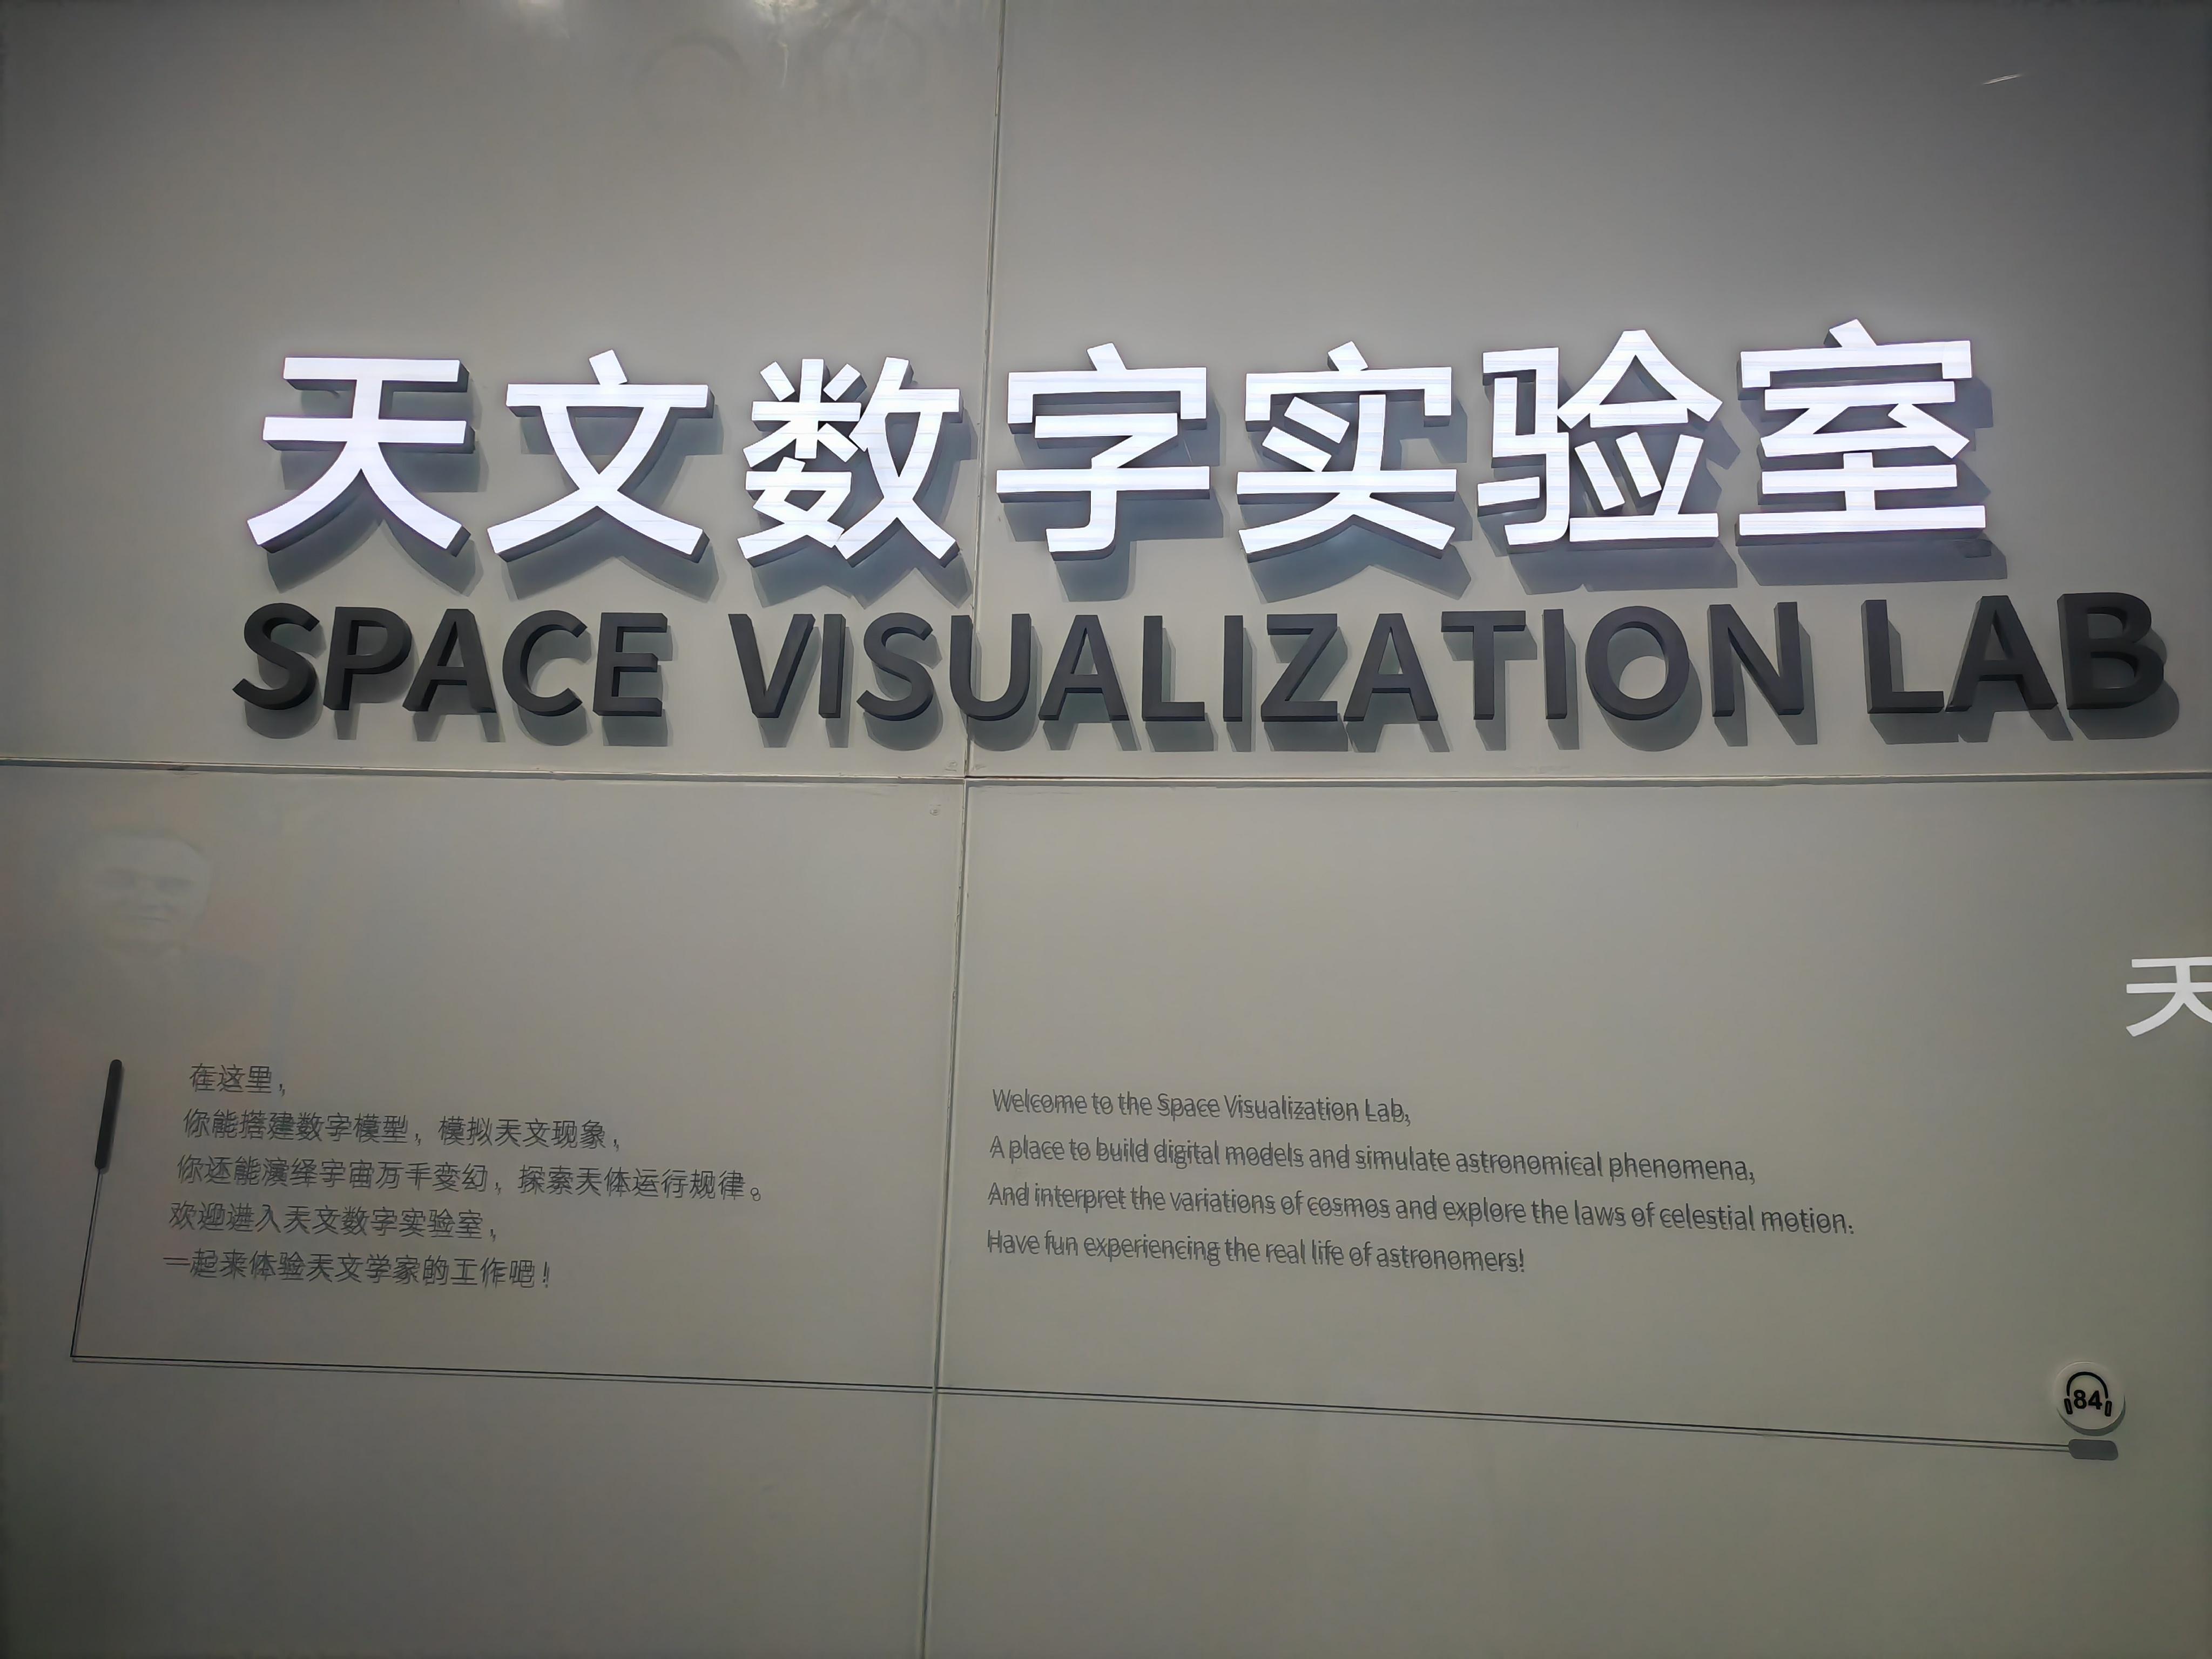 天文数字实验室
SPACE VISUALIZATION LAB
天
在这里，
你能搭建数字模型，模拟天文现象，
你还能演绎宇宙万千变幻，探索天体运行规律。
欢迎进入天文数字实验室，
一起来体验天文学家的工作吧！
Welcome to the Space Visualization Lab,
A place to build digital models and simulate astronomical phenomena,
And interpret the variations of cosmos and explore the laws of celestial motion.
Have fun experiencing the real life of astronomers!
84